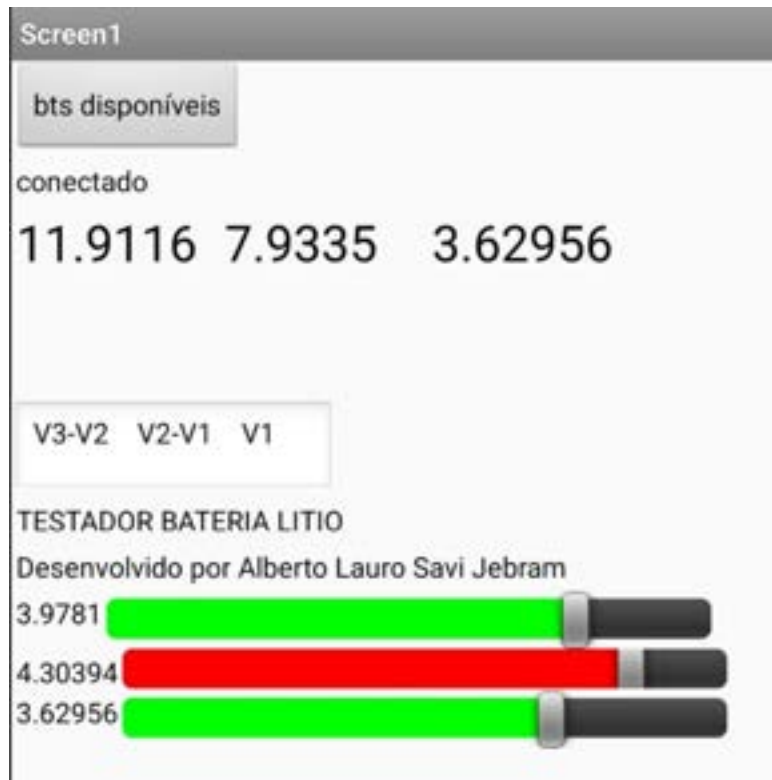 Screen1
bts disponíveis
conectado
11.9116 7.9335 3.62956
V3-V2 V2-V1 V1
TESTADOR BATERIA LITIO
Desenvolvido por Alberto Lauro Savi Jebram
3.9781
4.30394
3.62956